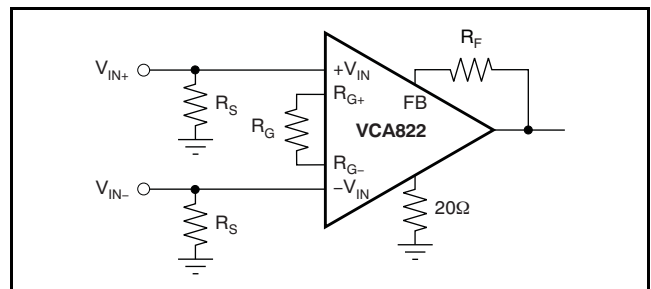 R_F
V_IN+
+V_IN
R_S
R_G+
FB
R_G
VCA822
R_G−
V_IN−
−V_IN
R_S
20Ω